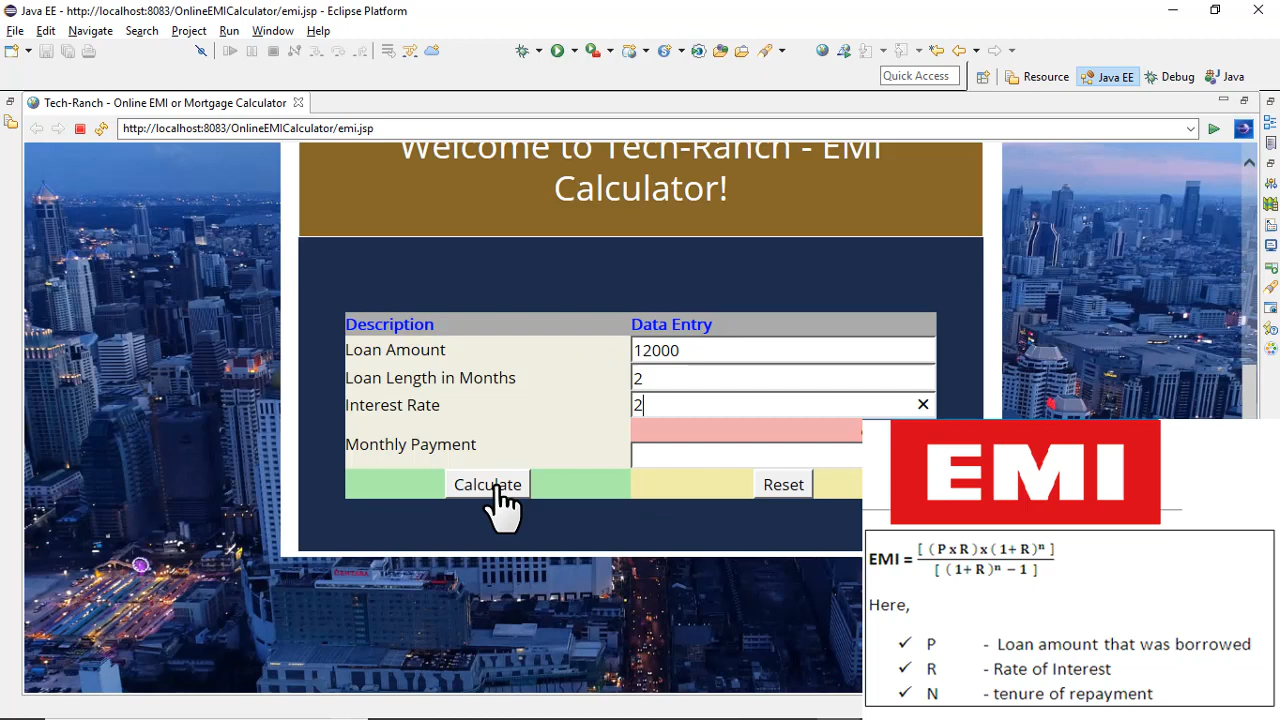 Java EE - http://localhost:8083/OnlineEMICalculator/emi.jsp - Eclipse Platform
File Edit Navigate Search Project Run Window Help
Quick Access
Resource
Java EE
Debug
Java
Tech-Ranch - Online EMI or Mortgage Calculator
http://localhost:8083/OnlineEMICalculator/emi.jsp
Welcome to Tech-Ranch - EMI
Calculator!
Description Data Entry
Loan Amount 12000
Loan Length in Months 2
Interest Rate 2
Monthly Payment
Calculate Reset
EMI
EMI = [ ( P x R ) x ( 1 + R )ⁿ ]
[ ( 1 + R )ⁿ – 1 ]
Here,
✓ P - Loan amount that was borrowed
✓ R - Rate of Interest
✓ N - tenure of repayment